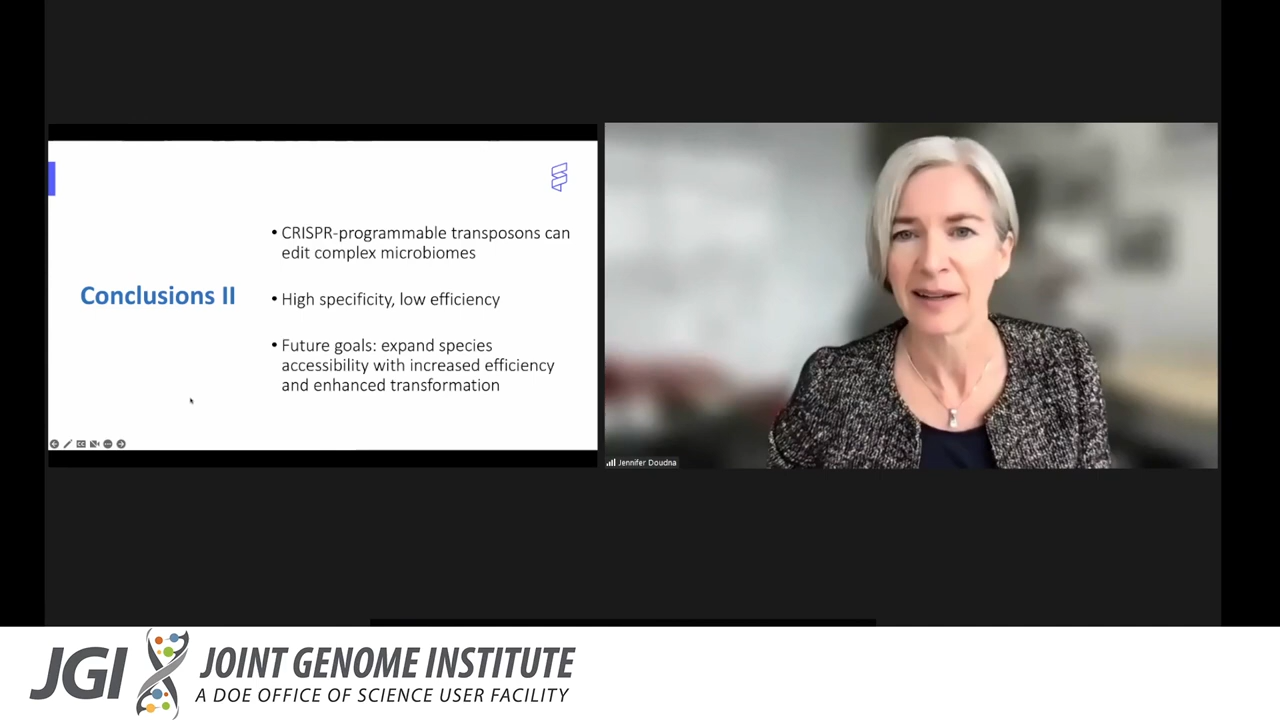 Conclusions II
• CRISPR-programmable transposons can
edit complex microbiomes
• High specificity, low efficiency
• Future goals: expand species
accessibility with increased efficiency
and enhanced transformation
Jennifer Doudna
JGI JOINT GENOME INSTITUTE
A DOE OFFICE OF SCIENCE USER FACILITY